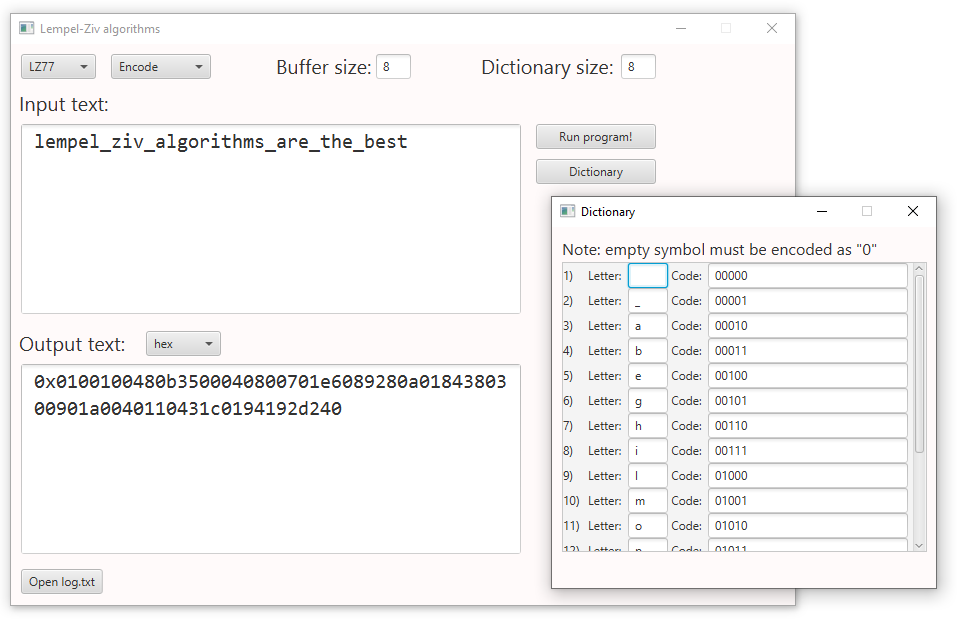 Lempel-Ziv algorithms
LZ77 Encode Buffer size: 8 Dictionary size: 8
Input text:
lempel_ziv_algorithms_are_the_best
Run program!
Dictionary
Dictionary
Note: empty symbol must be encoded as "0"
1) Letter: Code: 00000
2) Letter: _ Code: 00001
3) Letter: a Code: 00010
4) Letter: b Code: 00011
5) Letter: e Code: 00100
6) Letter: g Code: 00101
7) Letter: h Code: 00110
8) Letter: i Code: 00111
9) Letter: l Code: 01000
10) Letter: m Code: 01001
11) Letter: o Code: 01010
12) Letter: p Code: 01011
Output text: hex
0x0100100480b3500040800701e6089280a01843803
00901a0040110431c0194192d240
Open log.txt